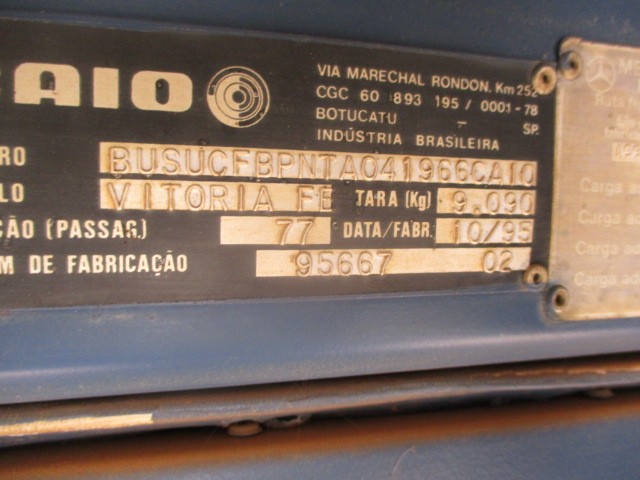 CAIO
VIA MARECHAL RONDON. Km 252
CGC 60 893 195 / 0001-78
BOTUCATU - SP.
INDÚSTRIA BRASILEIRA
RO BUSUCFBPNTA041966CAIO
LO VITORIA FE TARA (Kg) 9.090
ÇÃO (PASSAG.) 77 DATA/FABR. 10/95
M DE FABRICAÇÃO 95667 02
Carga
Carga a
Carga ad
Carga ad